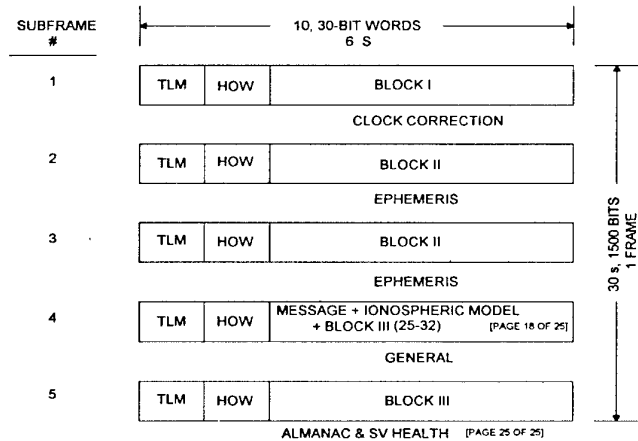 SUBFRAME
#
10, 30-BIT WORDS
6 S
1
TLM
HOW
BLOCK I
CLOCK CORRECTION
2
TLM
HOW
BLOCK II
EPHEMERIS
3
TLM
HOW
BLOCK II
EPHEMERIS
4
TLM
HOW
MESSAGE + IONOSPHERIC MODEL
+ BLOCK III (25-32) [PAGE 18 OF 25]
GENERAL
5
TLM
HOW
BLOCK III
ALMANAC & SV HEALTH [PAGE 25 OF 25]
30 s, 1500 BITS
1 FRAME